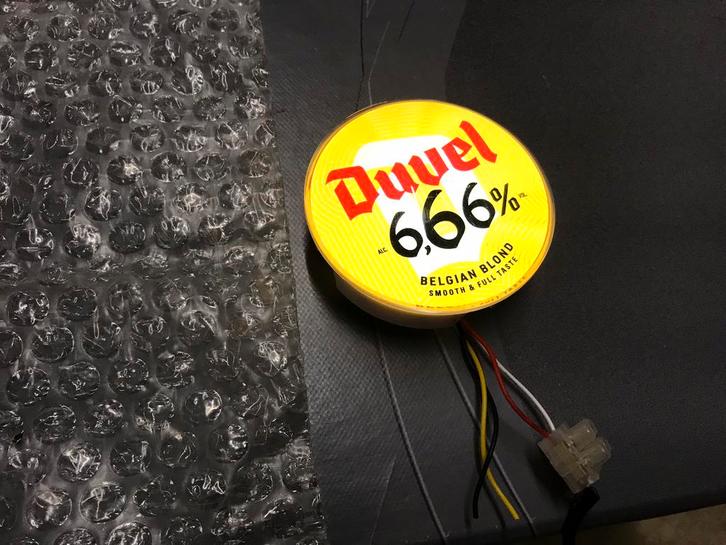 Duvel
ALC. 6,66% VOL.
BELGIAN BLOND
SMOOTH & FULL TASTE